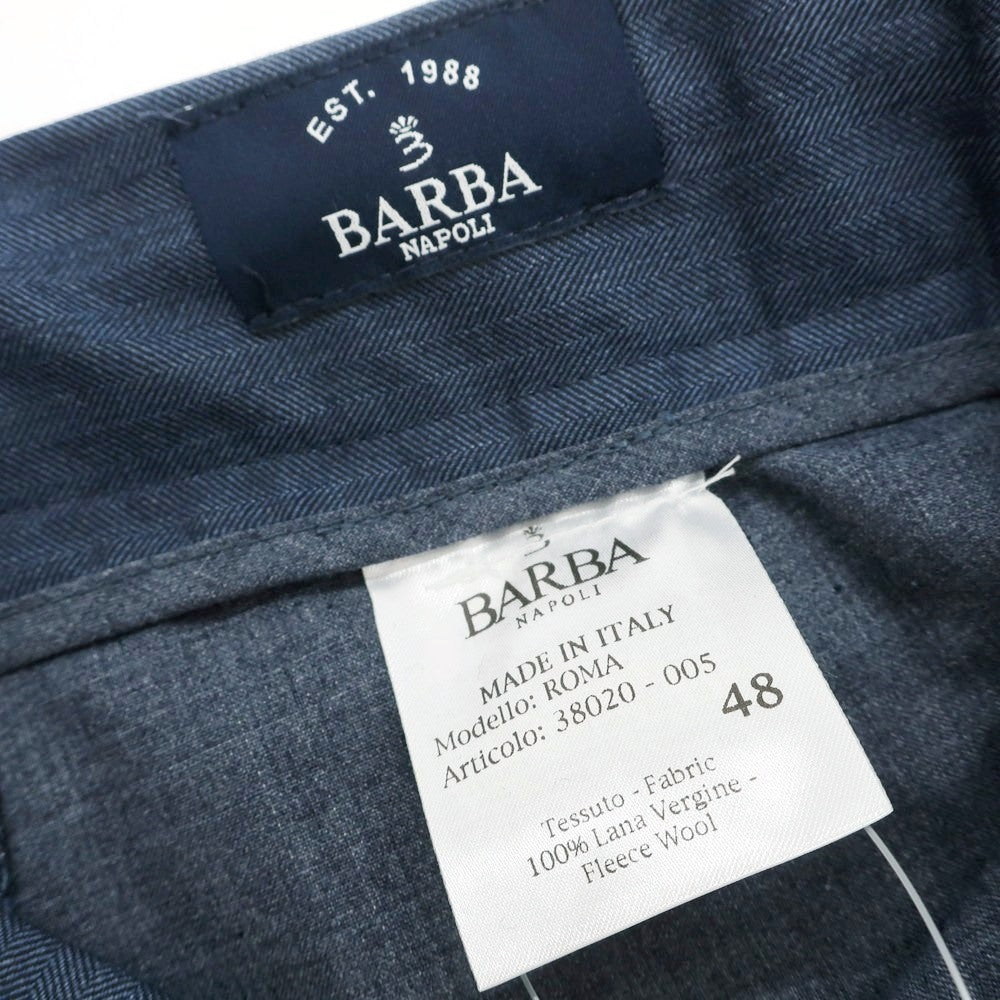 EST. 1988
BARBA
NAPOLI
BARBA
NAPOLI
MADE IN ITALY
Modello: ROMA
Articolo: 38020 - 005
48
Tessuto - Fabric
100% Lana Vergine -
Fleece Wool